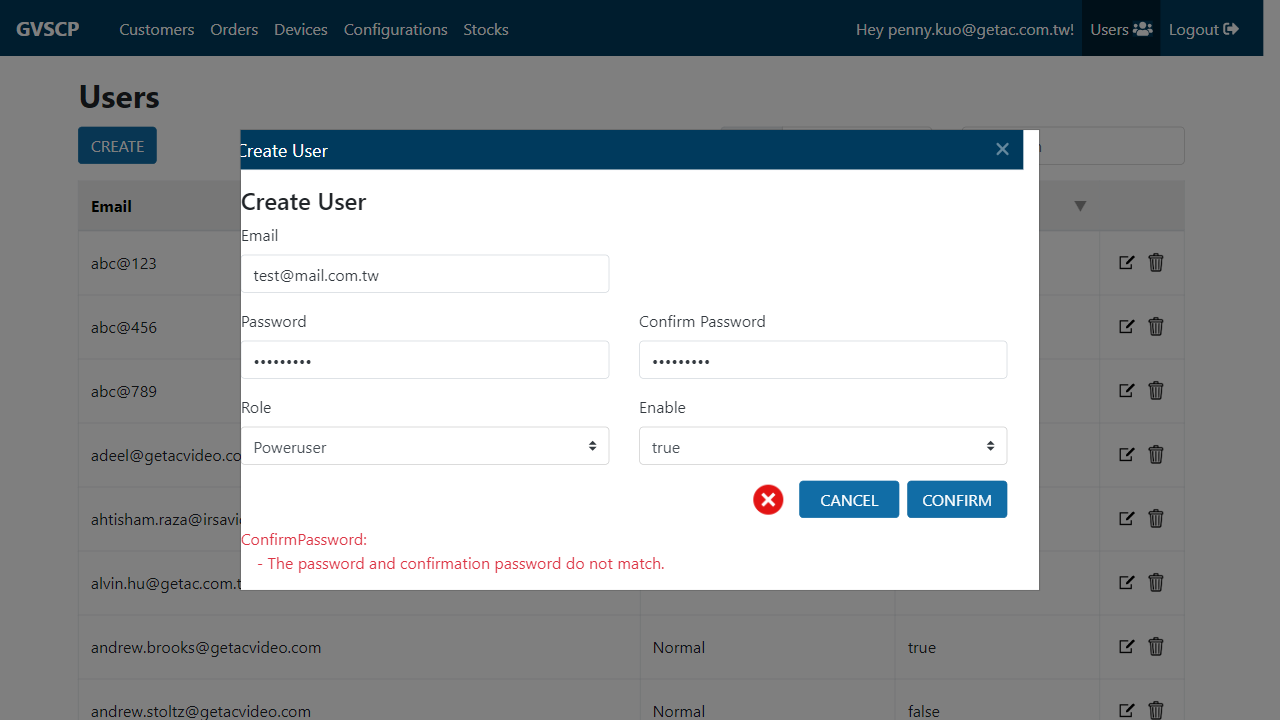 GVSCP Customers Orders Devices Configurations Stocks Hey penny.kuo@getac.com.tw! Users Logout
Users
CREATE
Create User ×
Create User
Email
Email
abc@123
test@mail.com.tw
abc@456
Password Confirm Password
••••••••• •••••••••
abc@789
Role Enable
Poweruser true
adeel@getacvideo.co
CANCEL CONFIRM
ahtisham.raza@irsavi
ConfirmPassword:
- The password and confirmation password do not match.
alvin.hu@getac.com.t
andrew.brooks@getacvideo.com Normal true
andrew.stoltz@getacvideo.com Normal false